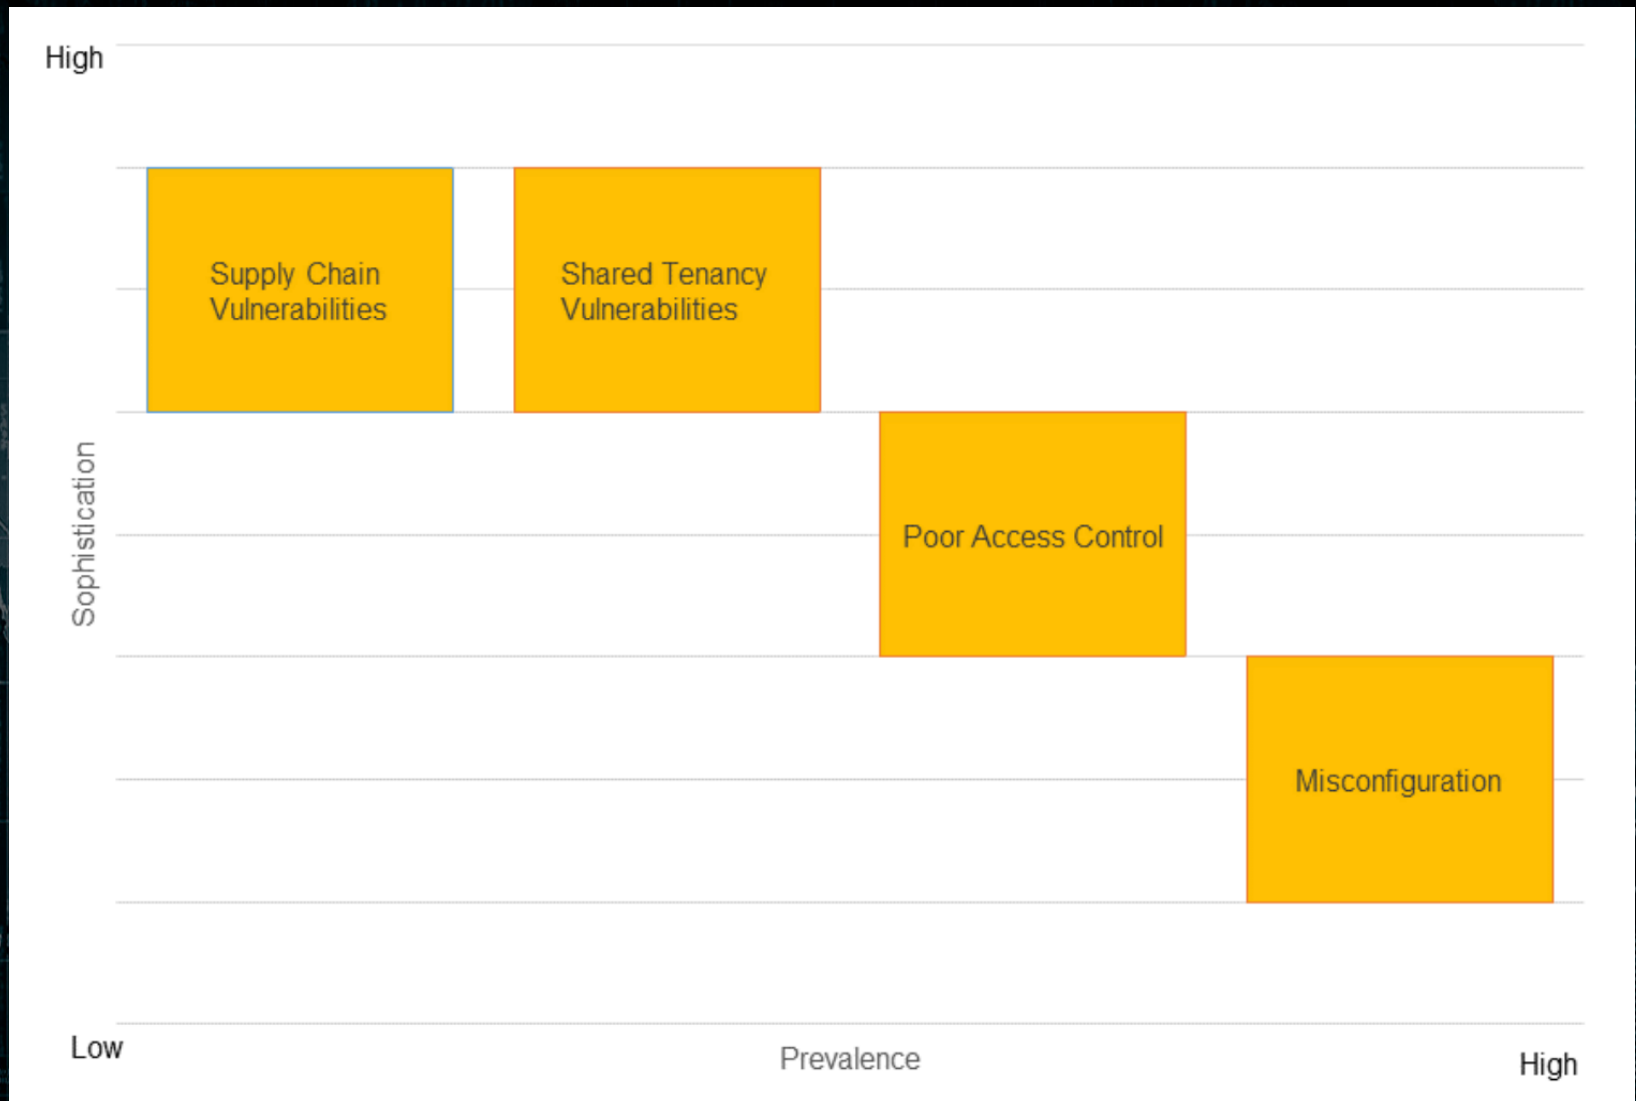 High
Supply Chain
Vulnerabilities
Shared Tenancy
Vulnerabilities
Poor Access Control
Sophistication
Misconfiguration
Low
Prevalence
High